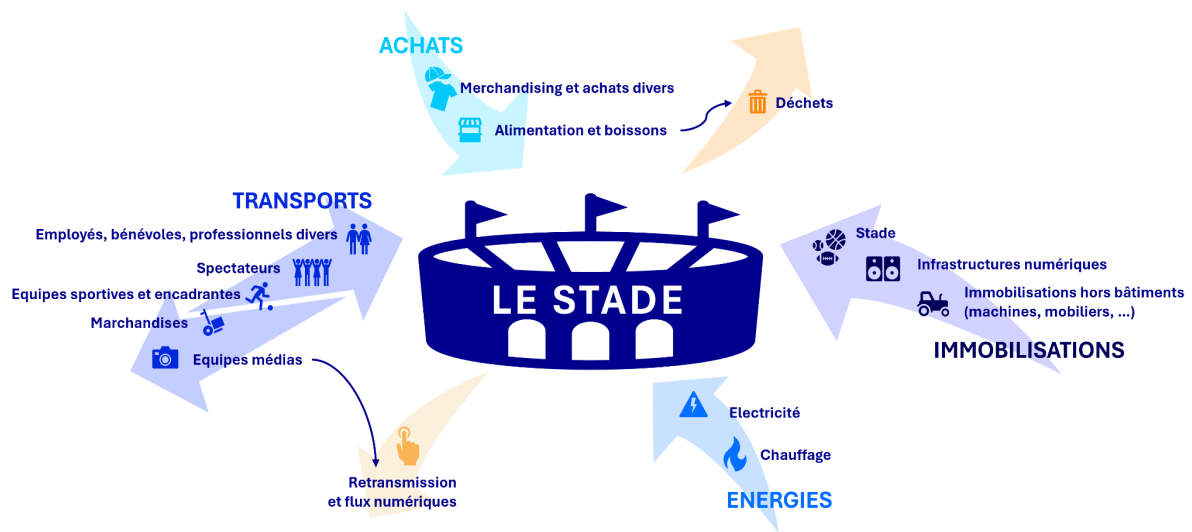 ACHATS
Merchandising et achats divers
Alimentation et boissons
Déchets
TRANSPORTS
Employés, bénévoles, professionnels divers
Spectateurs
Equipes sportives et encadrantes
Marchandises
Equipes médias
LE STADE
Stade
Infrastructures numériques
Immobilisations hors bâtiments
(machines, mobiliers, ...)
IMMOBILISATIONS
Retransmission
et flux numériques
Electricité
Chauffage
ENERGIES